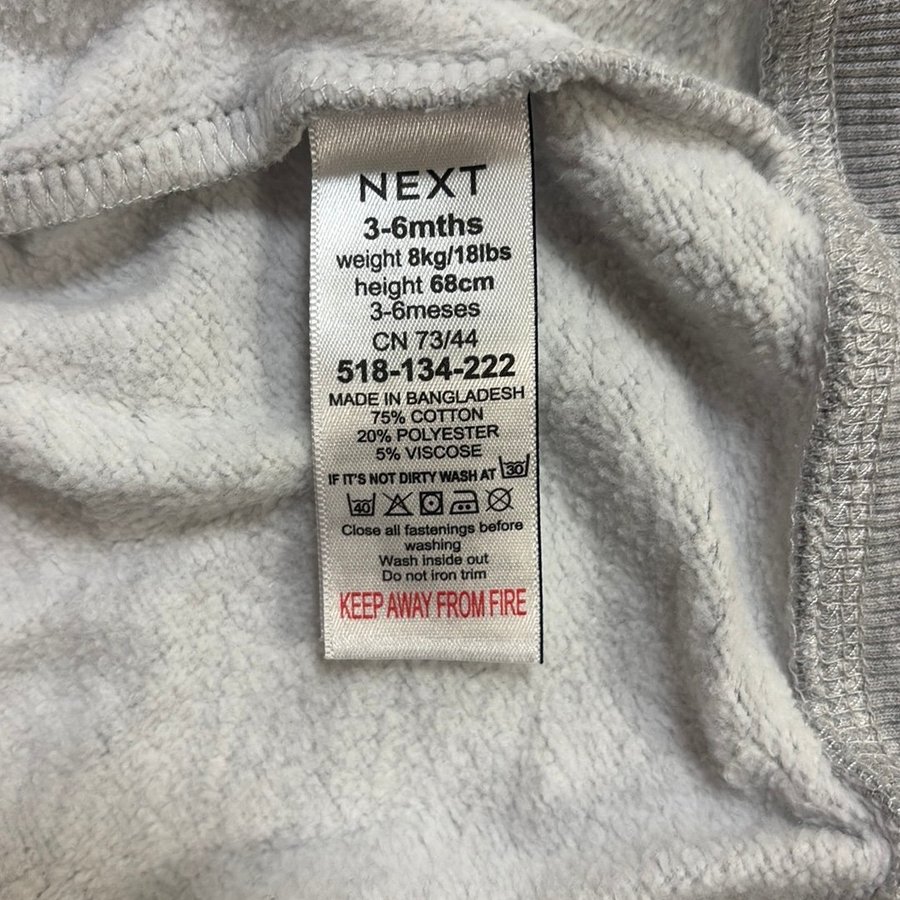 NEXT
3-6mths
weight 8kg/18lbs
height 68cm
3-6meses
CN 73/44
518-134-222
MADE IN BANGLADESH
75% COTTON
20% POLYESTER
5% VISCOSE
IF IT'S NOT DIRTY WASH AT 30
40
Close all fastenings before
washing
Wash inside out
Do not iron trim
KEEP AWAY FROM FIRE